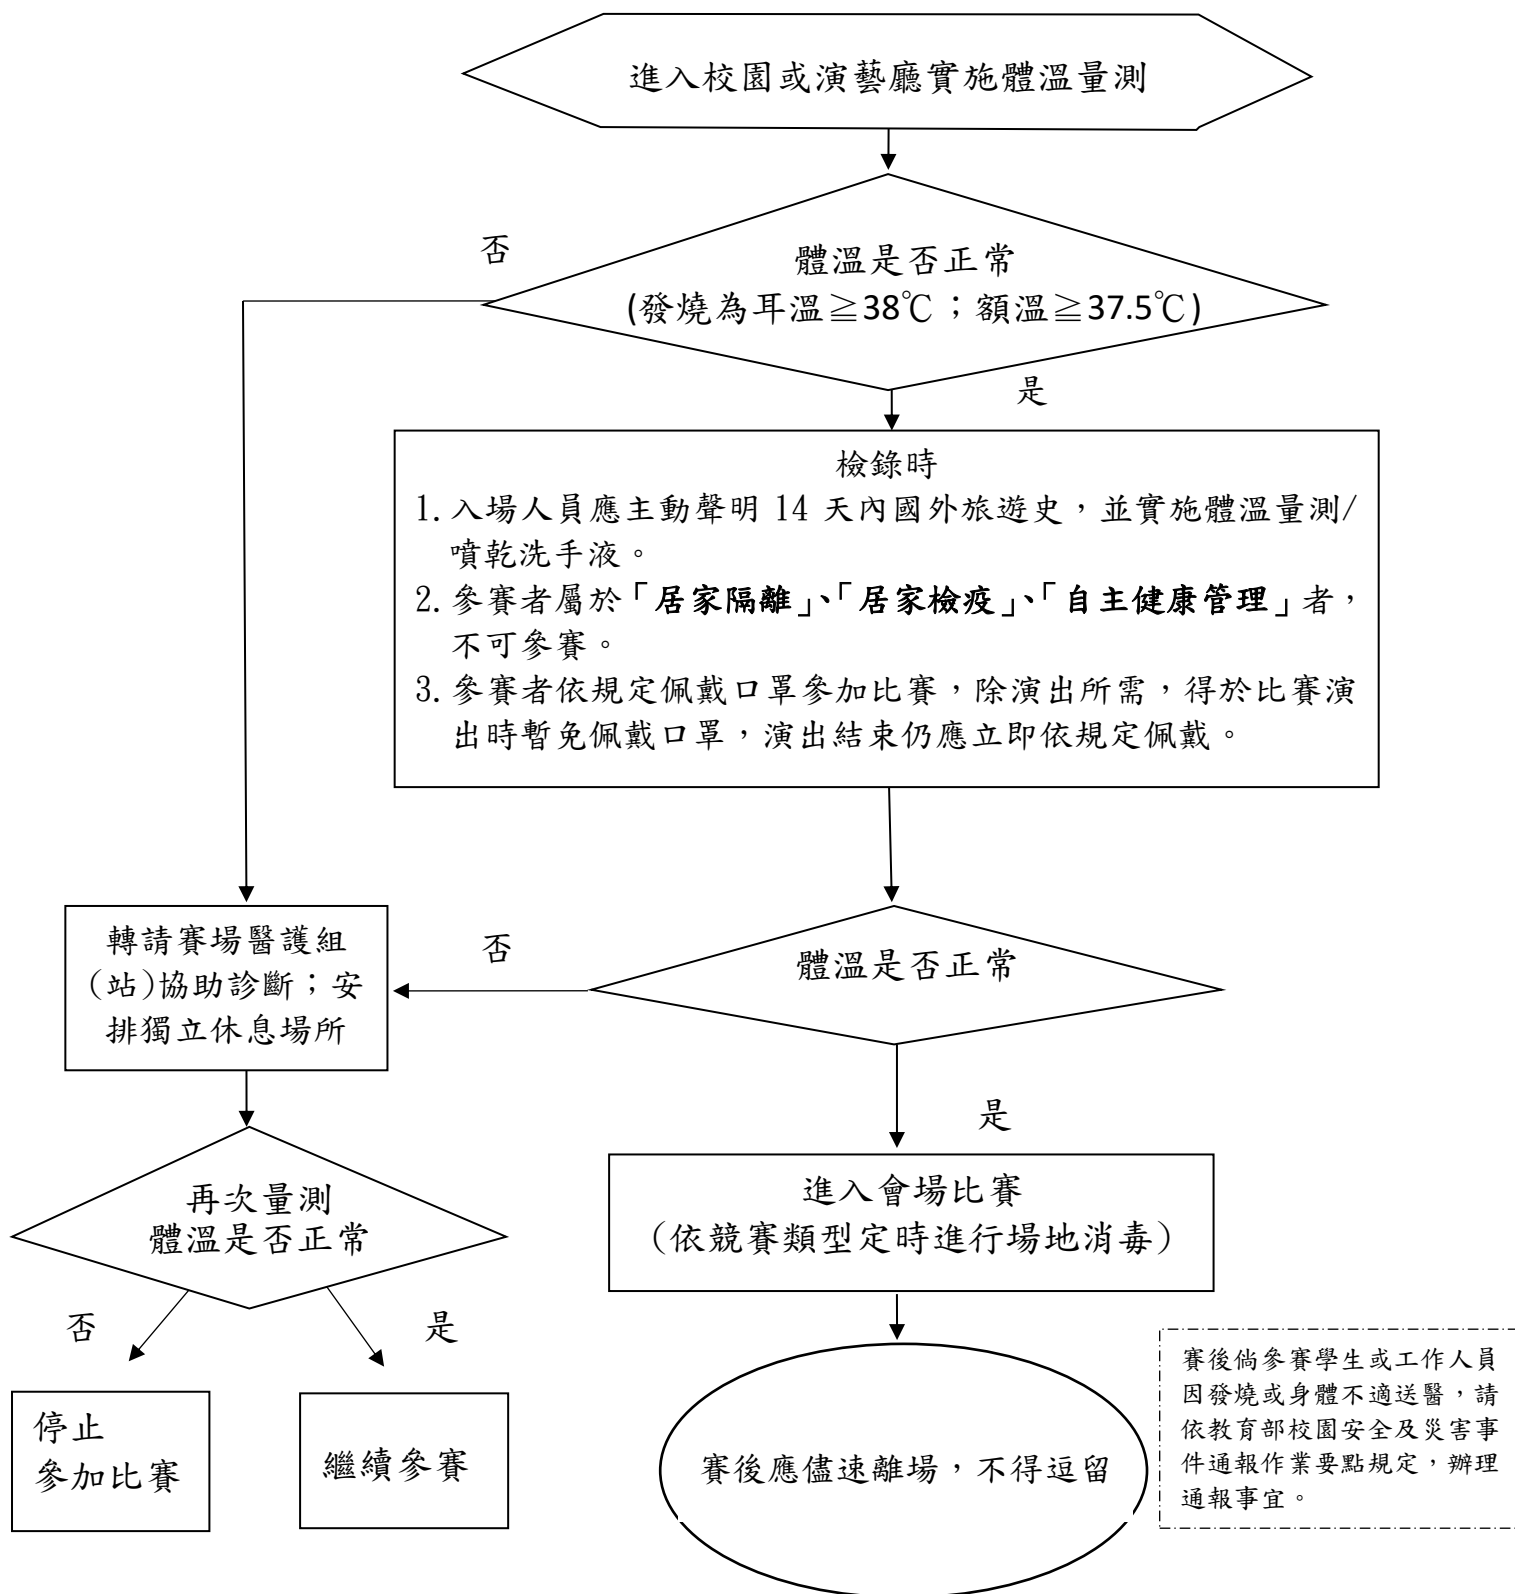 進入校園或演藝廳實施體溫量測
否
體溫是否正常
(發燒為耳溫≧38℃；額溫≧37.5℃)
是
檢錄時
1. 入場人員應主動聲明 14 天內國外旅遊史，並實施體溫量測/
噴乾洗手液。
2. 參賽者屬於「居家隔離」、「居家檢疫」、「自主健康管理」者，
不可參賽。
3. 參賽者依規定佩戴口罩參加比賽，除演出所需，得於比賽演
出時暫免佩戴口罩，演出結束仍應立即依規定佩戴。
轉請賽場醫護組
(站)協助診斷；安
排獨立休息場所
否
體溫是否正常
是
再次量測
體溫是否正常
進入會場比賽
（依競賽類型定時進行場地消毒）
否
是
停止
參加比賽
繼續參賽
賽後應儘速離場，不得逗留
賽後倘參賽學生或工作人員
因發燒或身體不適送醫，請
依教育部校園安全及災害事
件通報作業要點規定，辦理
通報事宜。